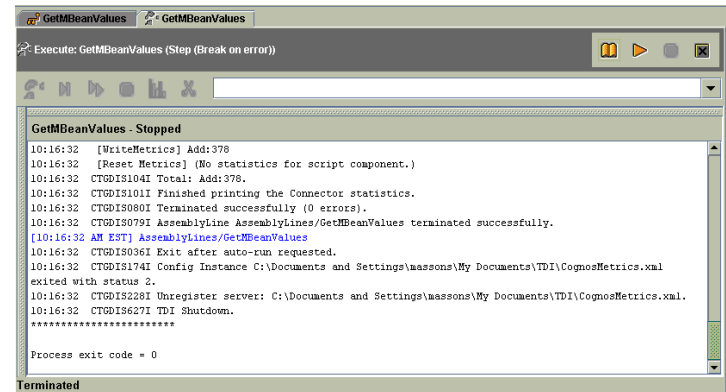 GetMBeanValues GetMBeanValues
Execute: GetMBeanValues (Step (Break on error))
GetMBeanValues - Stopped
10:16:32 [WriteMetrics] Add:378
10:16:32 [Reset Metrics] (No statistics for script component.)
10:16:32 CTGDIS104I Total: Add:378.
10:16:32 CTGDIS101I Finished printing the Connector statistics.
10:16:32 CTGDIS080I Terminated successfully (0 errors).
10:16:32 CTGDIS079I AssemblyLine AssemblyLines/GetMBeanValues terminated successfully.
[10:16:32 AM EST] AssemblyLines/GetMBeanValues
10:16:32 CTGDIS036I Exit after auto-run requested.
10:16:32 CTGDIS174I Config Instance C:\Documents and Settings\massons\My Documents\TDI\CognosMetrics.xml
exited with status 2.
10:16:32 CTGDIS228I Unregister server: C:\Documents and Settings\massons\My Documents\TDI\CognosMetrics.xml.
10:16:32 CTGDIS627I TDI Shutdown.
************************
Process exit code = 0
Terminated